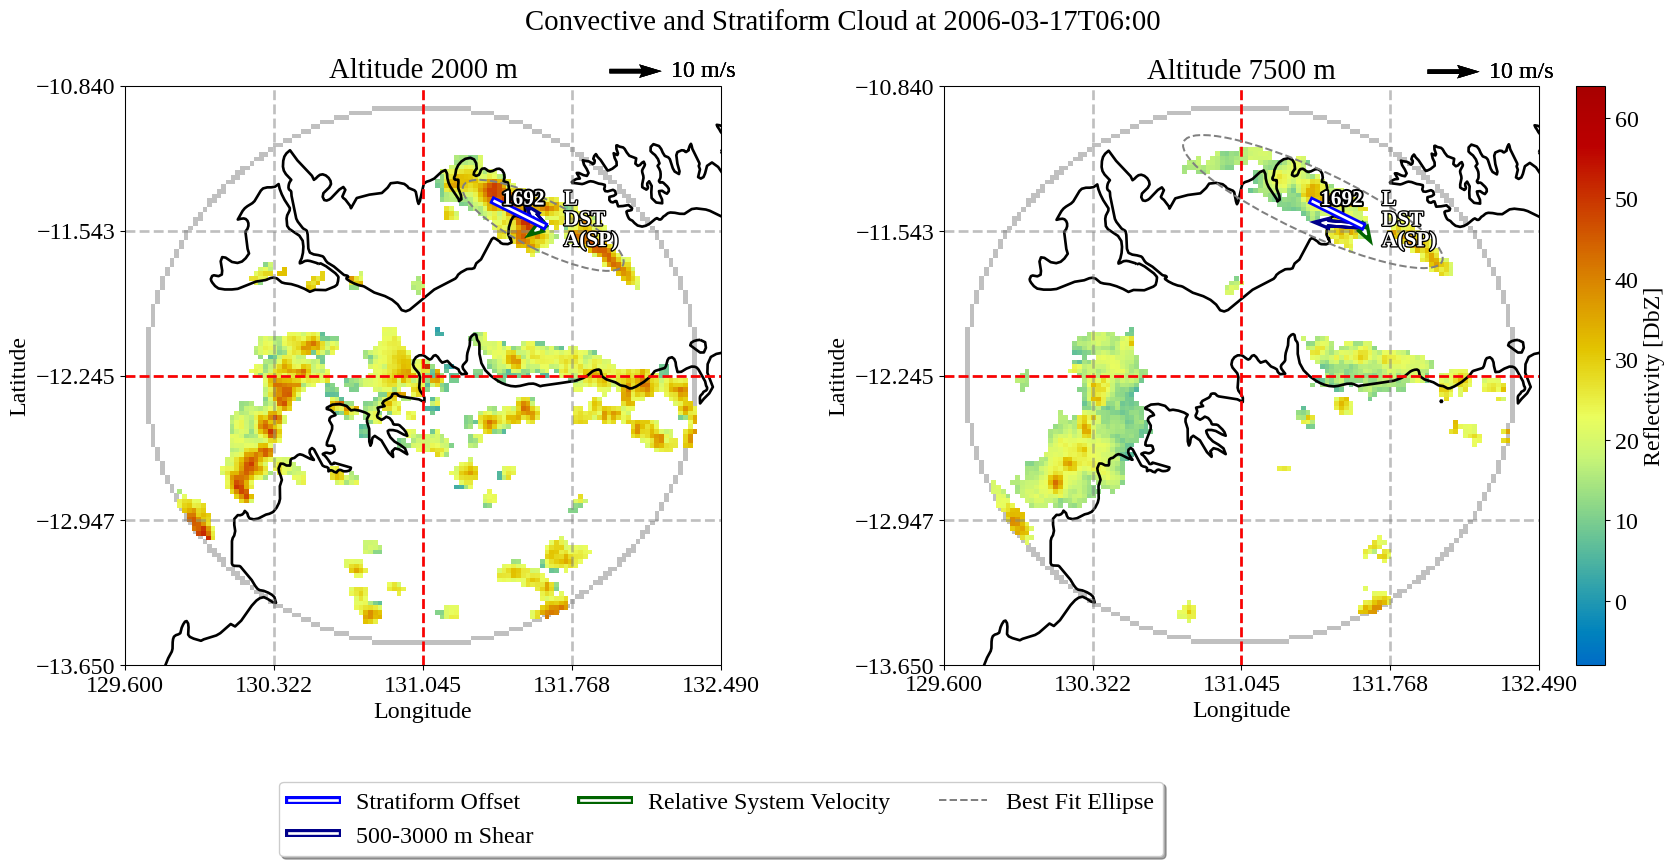 Convective and Stratiform Cloud at 2006-03-17T06:00
Altitude 2000 m
10 m/s
−10.840
−11.543
−12.245
−12.947
−13.650
Latitude
1692
L
DST
A(SP)
129.600 130.322 131.045 131.768 132.490
Longitude
Altitude 7500 m
10 m/s
−10.840
−11.543
−12.245
−12.947
−13.650
Latitude
1692
L
DST
A(SP)
129.600 130.322 131.045 131.768 132.490
Longitude
60
50
40
30
20
10
0
Reflectivity [DbZ]
Stratiform Offset
500-3000 m Shear
Relative System Velocity
Best Fit Ellipse